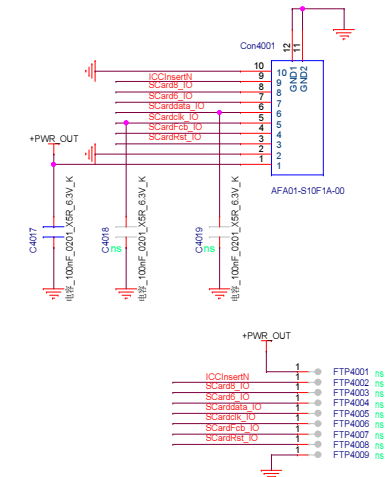 Con4001
12
11
GND1
GND2
10 10
ICCInsertN 9 9
SCard8_IO 8 8
SCard6_IO 7 7
SCarddata_IO 6 6
SCardclk_IO 5 5
SCardFcb_IO 4 4
SCardRst_IO 3 3
2 2
1 1
+PWR_OUT
AFA01-S10F1A-00
C4017
电容_100nF_0201_X5R_6.3V_K
C4018
ns
电容_100nF_0201_X5R_6.3V_K
C4019
ns
电容_100nF_0201_X5R_6.3V_K
+PWR_OUT
1 FTP4001 ns
ICCInsertN 1 FTP4002 ns
SCard8_IO 1 FTP4003 ns
SCard6_IO 1 FTP4004 ns
SCarddata_IO 1 FTP4005 ns
SCardclk_IO 1 FTP4006 ns
SCardFcb_IO 1 FTP4007 ns
SCardRst_IO 1 FTP4008 ns
1 FTP4009 ns